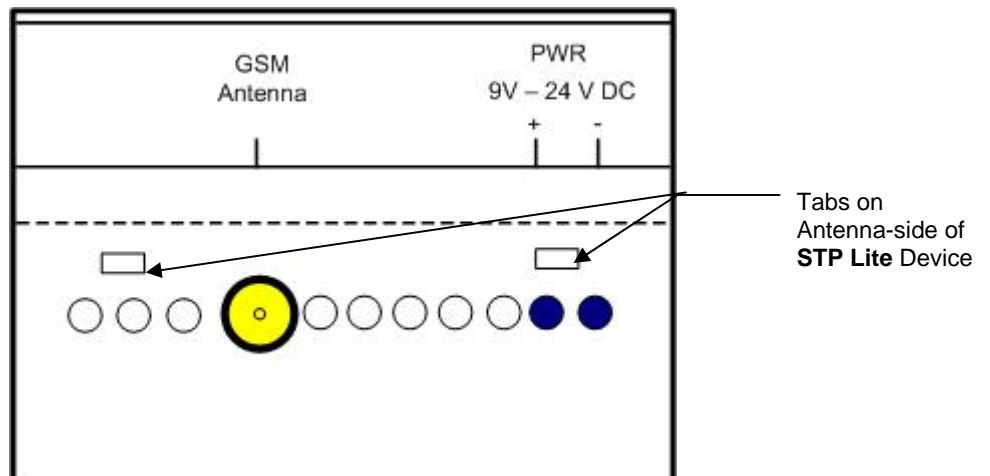 GSM
Antenna
PWR
9V – 24 V DC
+ -
Tabs on
Antenna-side of
STP Lite Device